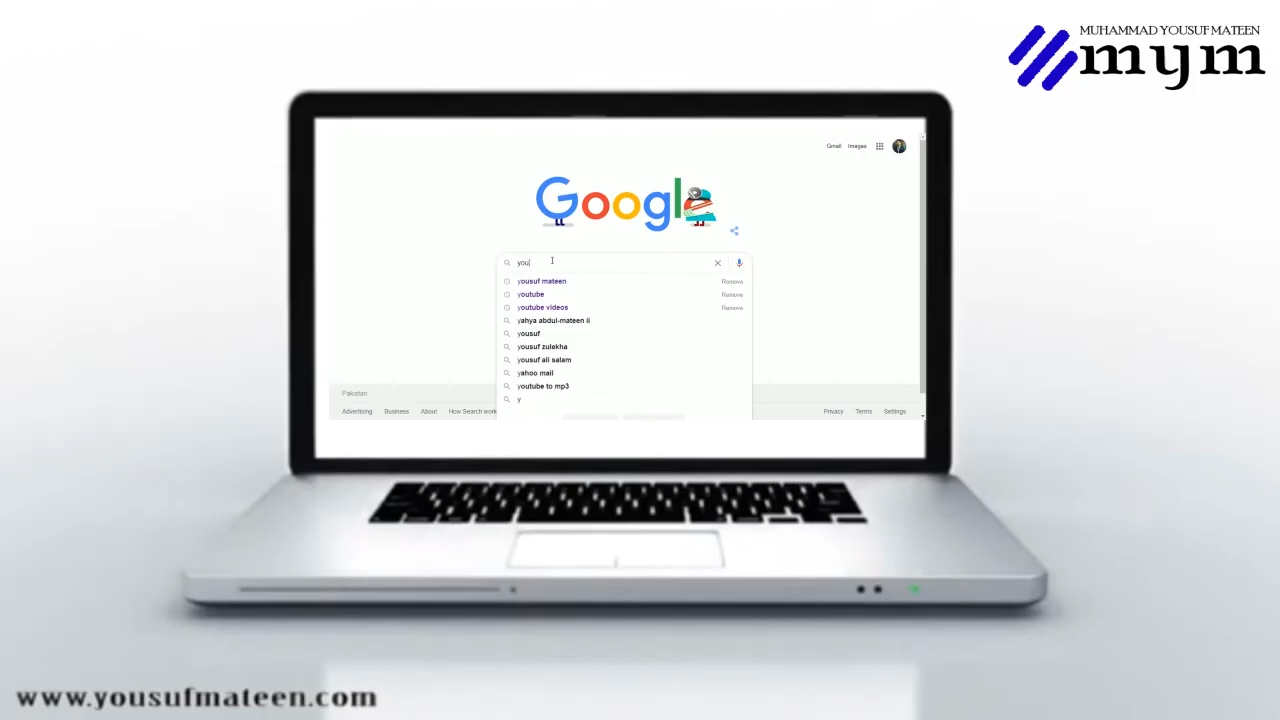 MUHAMMAD YOUSUF MATEEN
mym
Gmail Images
Google
you
yousuf mateen Remove
youtube Remove
youtube videos Remove
yahya abdul-mateen ii
yousuf
yousuf zulekha
yousuf ali salam
yahoo mail
youtube to mp3
y
Pakistan
Advertising Business About How Search work Privacy Terms Settings
www.yousufmateen.com